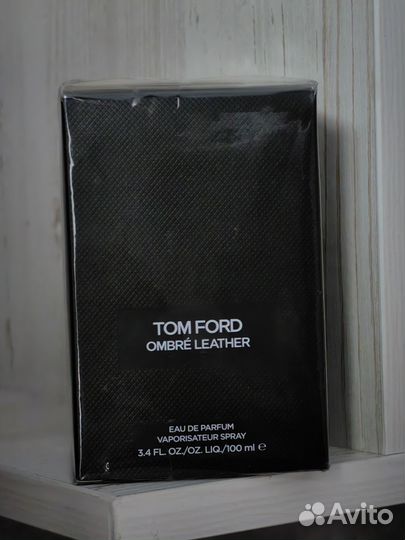 TOM FORD
OMBRÉ LEATHER
EAU DE PARFUM
VAPORISATEUR SPRAY
3.4 FL. OZ./OZ. LIQ./100 ml ℮
Avito